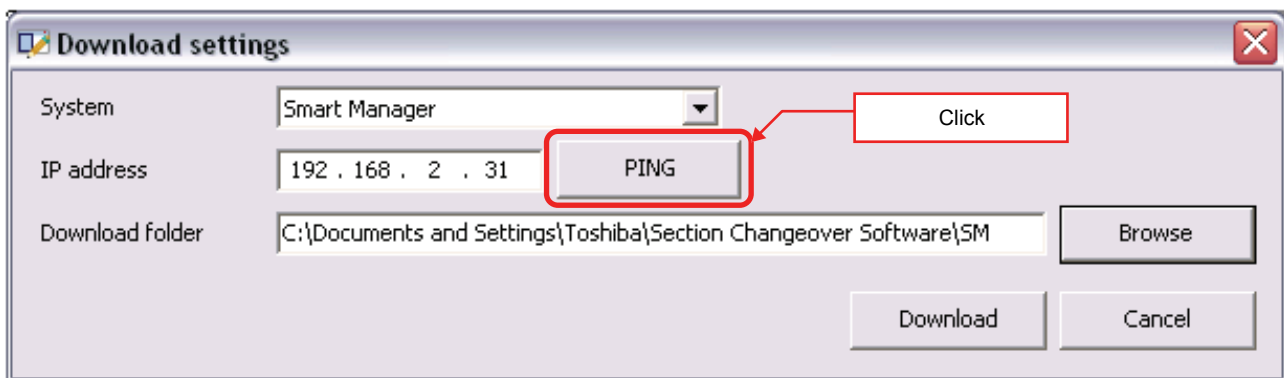 Download settings
System
Smart Manager
Click
IP address
192 . 168 . 2 . 31
PING
Download folder
C:\Documents and Settings\Toshiba\Section Changeover Software\SM
Browse
Download
Cancel